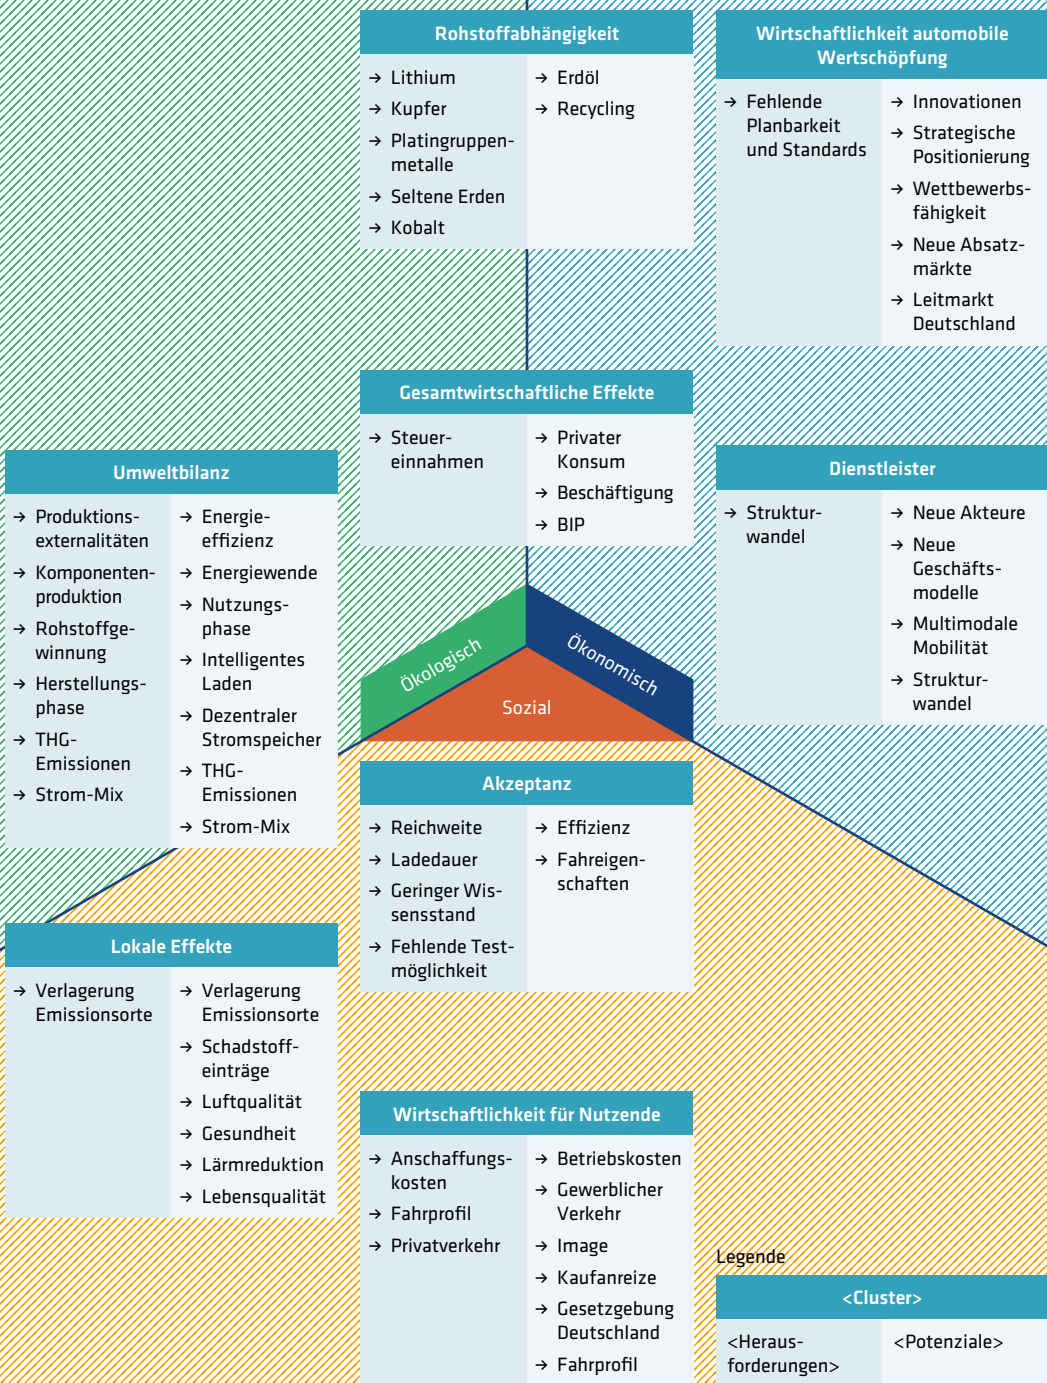 Rohstoffabhängigkeit
→ Lithium
→ Kupfer
→ Platingruppen-
metalle
→ Seltene Erden
→ Kobalt
→ Erdöl
→ Recycling
Wirtschaftlichkeit automobile
Wertschöpfung
→ Fehlende
Planbarkeit
und Standards
→ Innovationen
→ Strategische
Positionierung
→ Wettbewerbs-
fähigkeit
→ Neue Absatz-
märkte
→ Leitmarkt
Deutschland
Gesamtwirtschaftliche Effekte
→ Steuer-
einnahmen
→ Privater
Konsum
→ Beschäftigung
→ BIP
Umweltbilanz
→ Produktions-
externalitäten
→ Komponenten-
produktion
→ Rohstoffge-
winnung
→ Herstellungs-
phase
→ THG-
Emissionen
→ Strom-Mix
→ Energie-
effizienz
→ Energiewende
→ Nutzungs-
phase
→ Intelligentes
Laden
→ Dezentraler
Stromspeicher
→ THG-
Emissionen
→ Strom-Mix
Dienstleister
→ Struktur-
wandel
→ Neue Akteure
→ Neue
Geschäfts-
modelle
→ Multimodale
Mobilität
→ Struktur-
wandel
Ökologisch
Ökonomisch
Sozial
Akzeptanz
→ Reichweite
→ Ladedauer
→ Geringer Wis-
sensstand
→ Fehlende Test-
möglichkeit
→ Effizienz
→ Fahreigen-
schaften
Lokale Effekte
→ Verlagerung
Emissionsorte
→ Verlagerung
Emissionsorte
→ Schadstoff-
einträge
→ Luftqualität
→ Gesundheit
→ Lärmreduktion
→ Lebensqualität
Wirtschaftlichkeit für Nutzende
→ Anschaffungs-
kosten
→ Fahrprofil
→ Privatverkehr
→ Betriebskosten
→ Gewerblicher
Verkehr
→ Image
→ Kaufanreize
→ Gesetzgebung
Deutschland
→ Fahrprofil
Legende
<Cluster>
<Heraus-
forderungen>
<Potenziale>